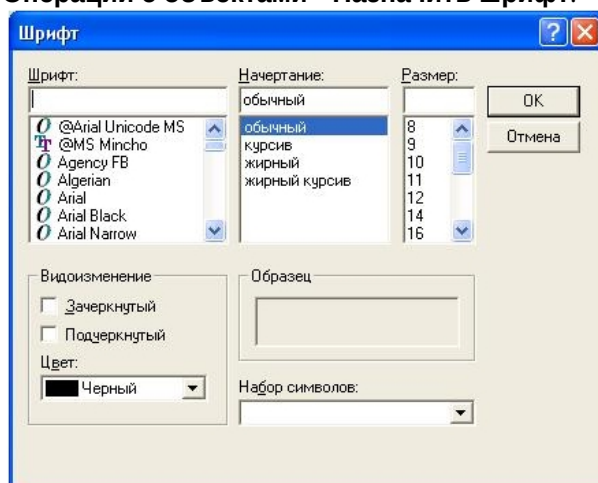 Операции с объектами - Назначить шрифт.
Шрифт
Шрифт:
@Arial Unicode MS
@MS Mincho
Agency FB
Algerian
Arial
Arial Black
Arial Narrow
Начертание:
обычный
обычный
курсив
жирный
жирный курсив
Размер:
8
9
10
11
12
14
16
OK
Отмена
Видоизменение
Зачеркнутый
Подчеркнутый
Цвет:
Черный
Образец
Набор символов: